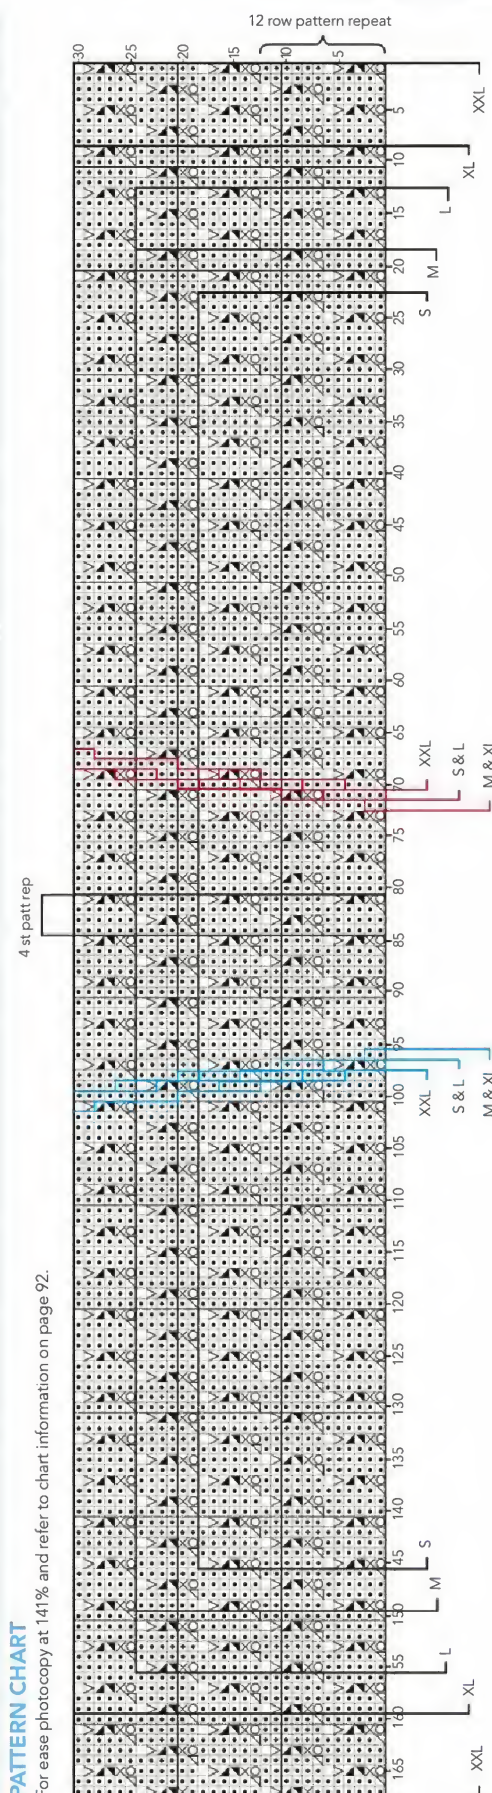 PATTERN CHART
For ease photocopy at 141% and refer to chart information on page 92.
4 st patt rep
12 row pattern repeat
30 25 20 15 10 5
5 10 15 20 25 30 35 40 45 50 55 60 65 70 75 80 85 90 95 100 105 110 115 120 125 130 135 140 145 150 155 160 165
XXL
XL
L
M
S
XXL
S & L
M & XL
XXL
S & L
M & XL
S
M
L
XL
XXL